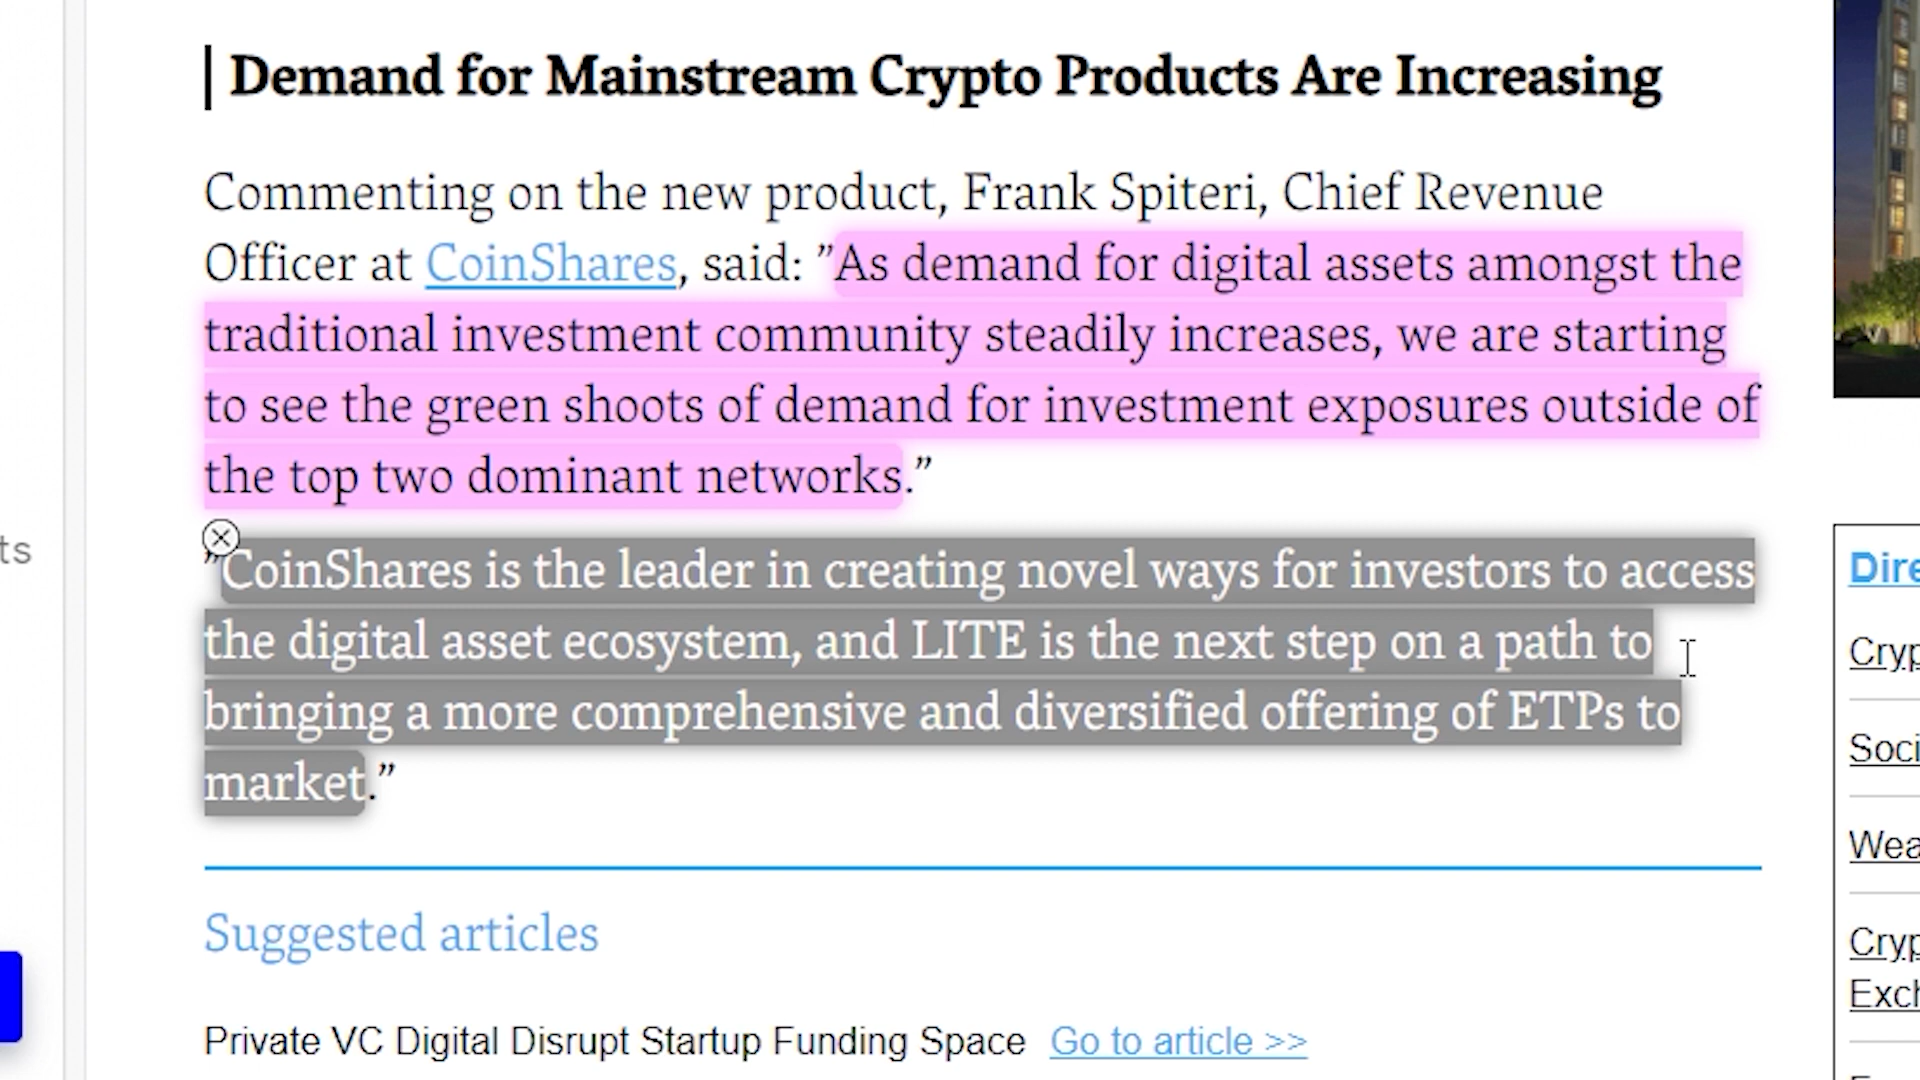 Demand for Mainstream Crypto Products Are Increasing
Commenting on the new product, Frank Spiteri, Chief Revenue
Officer at CoinShares, said: ”As demand for digital assets amongst the
traditional investment community steadily increases, we are starting
to see the green shoots of demand for investment exposures outside of
the top two dominant networks.”
”CoinShares is the leader in creating novel ways for investors to access
the digital asset ecosystem, and LITE is the next step on a path to
bringing a more comprehensive and diversified offering of ETPs to
market.”
Suggested articles
Private VC Digital Disrupt Startup Funding Space Go to article >>